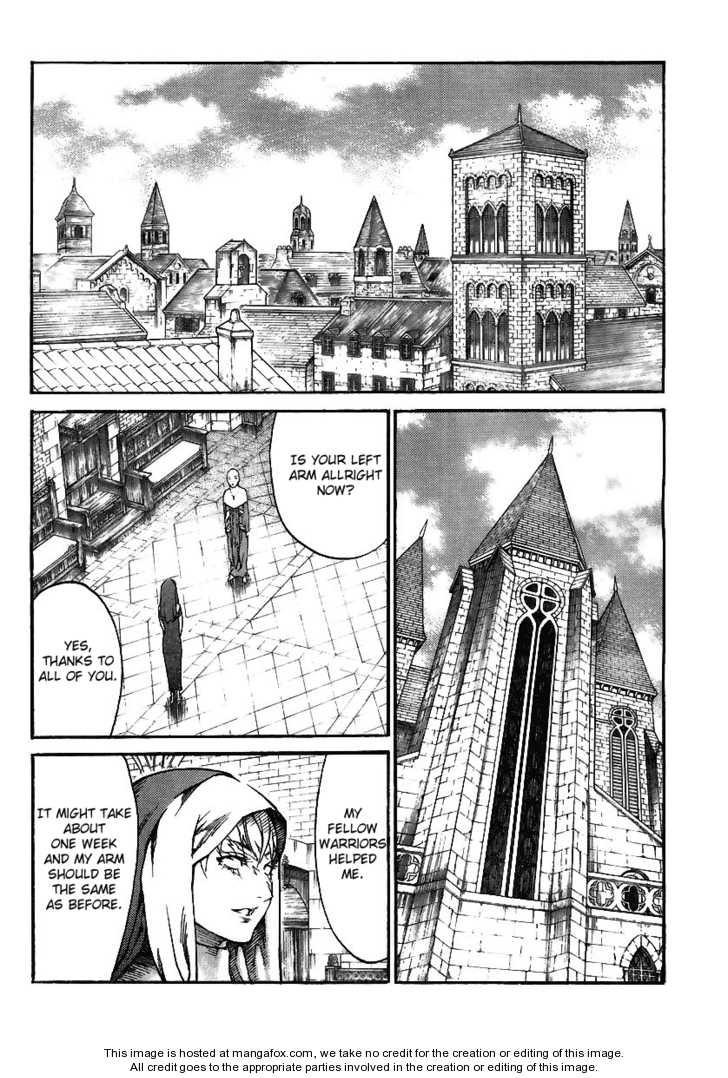 IS YOUR LEFT
ARM ALLRIGHT
NOW?
YES,
THANKS TO
ALL OF YOU.
MY
FELLOW
WARRIORS
HELPED
ME.
IT MIGHT TAKE
ABOUT
ONE WEEK
AND MY ARM
SHOULD BE
THE SAME
AS BEFORE.
This image is hosted at mangafox.com, we take no credit for the creation or editing of this image.
All credit goes to the appropriate parties involved in the creation or editing of this image.